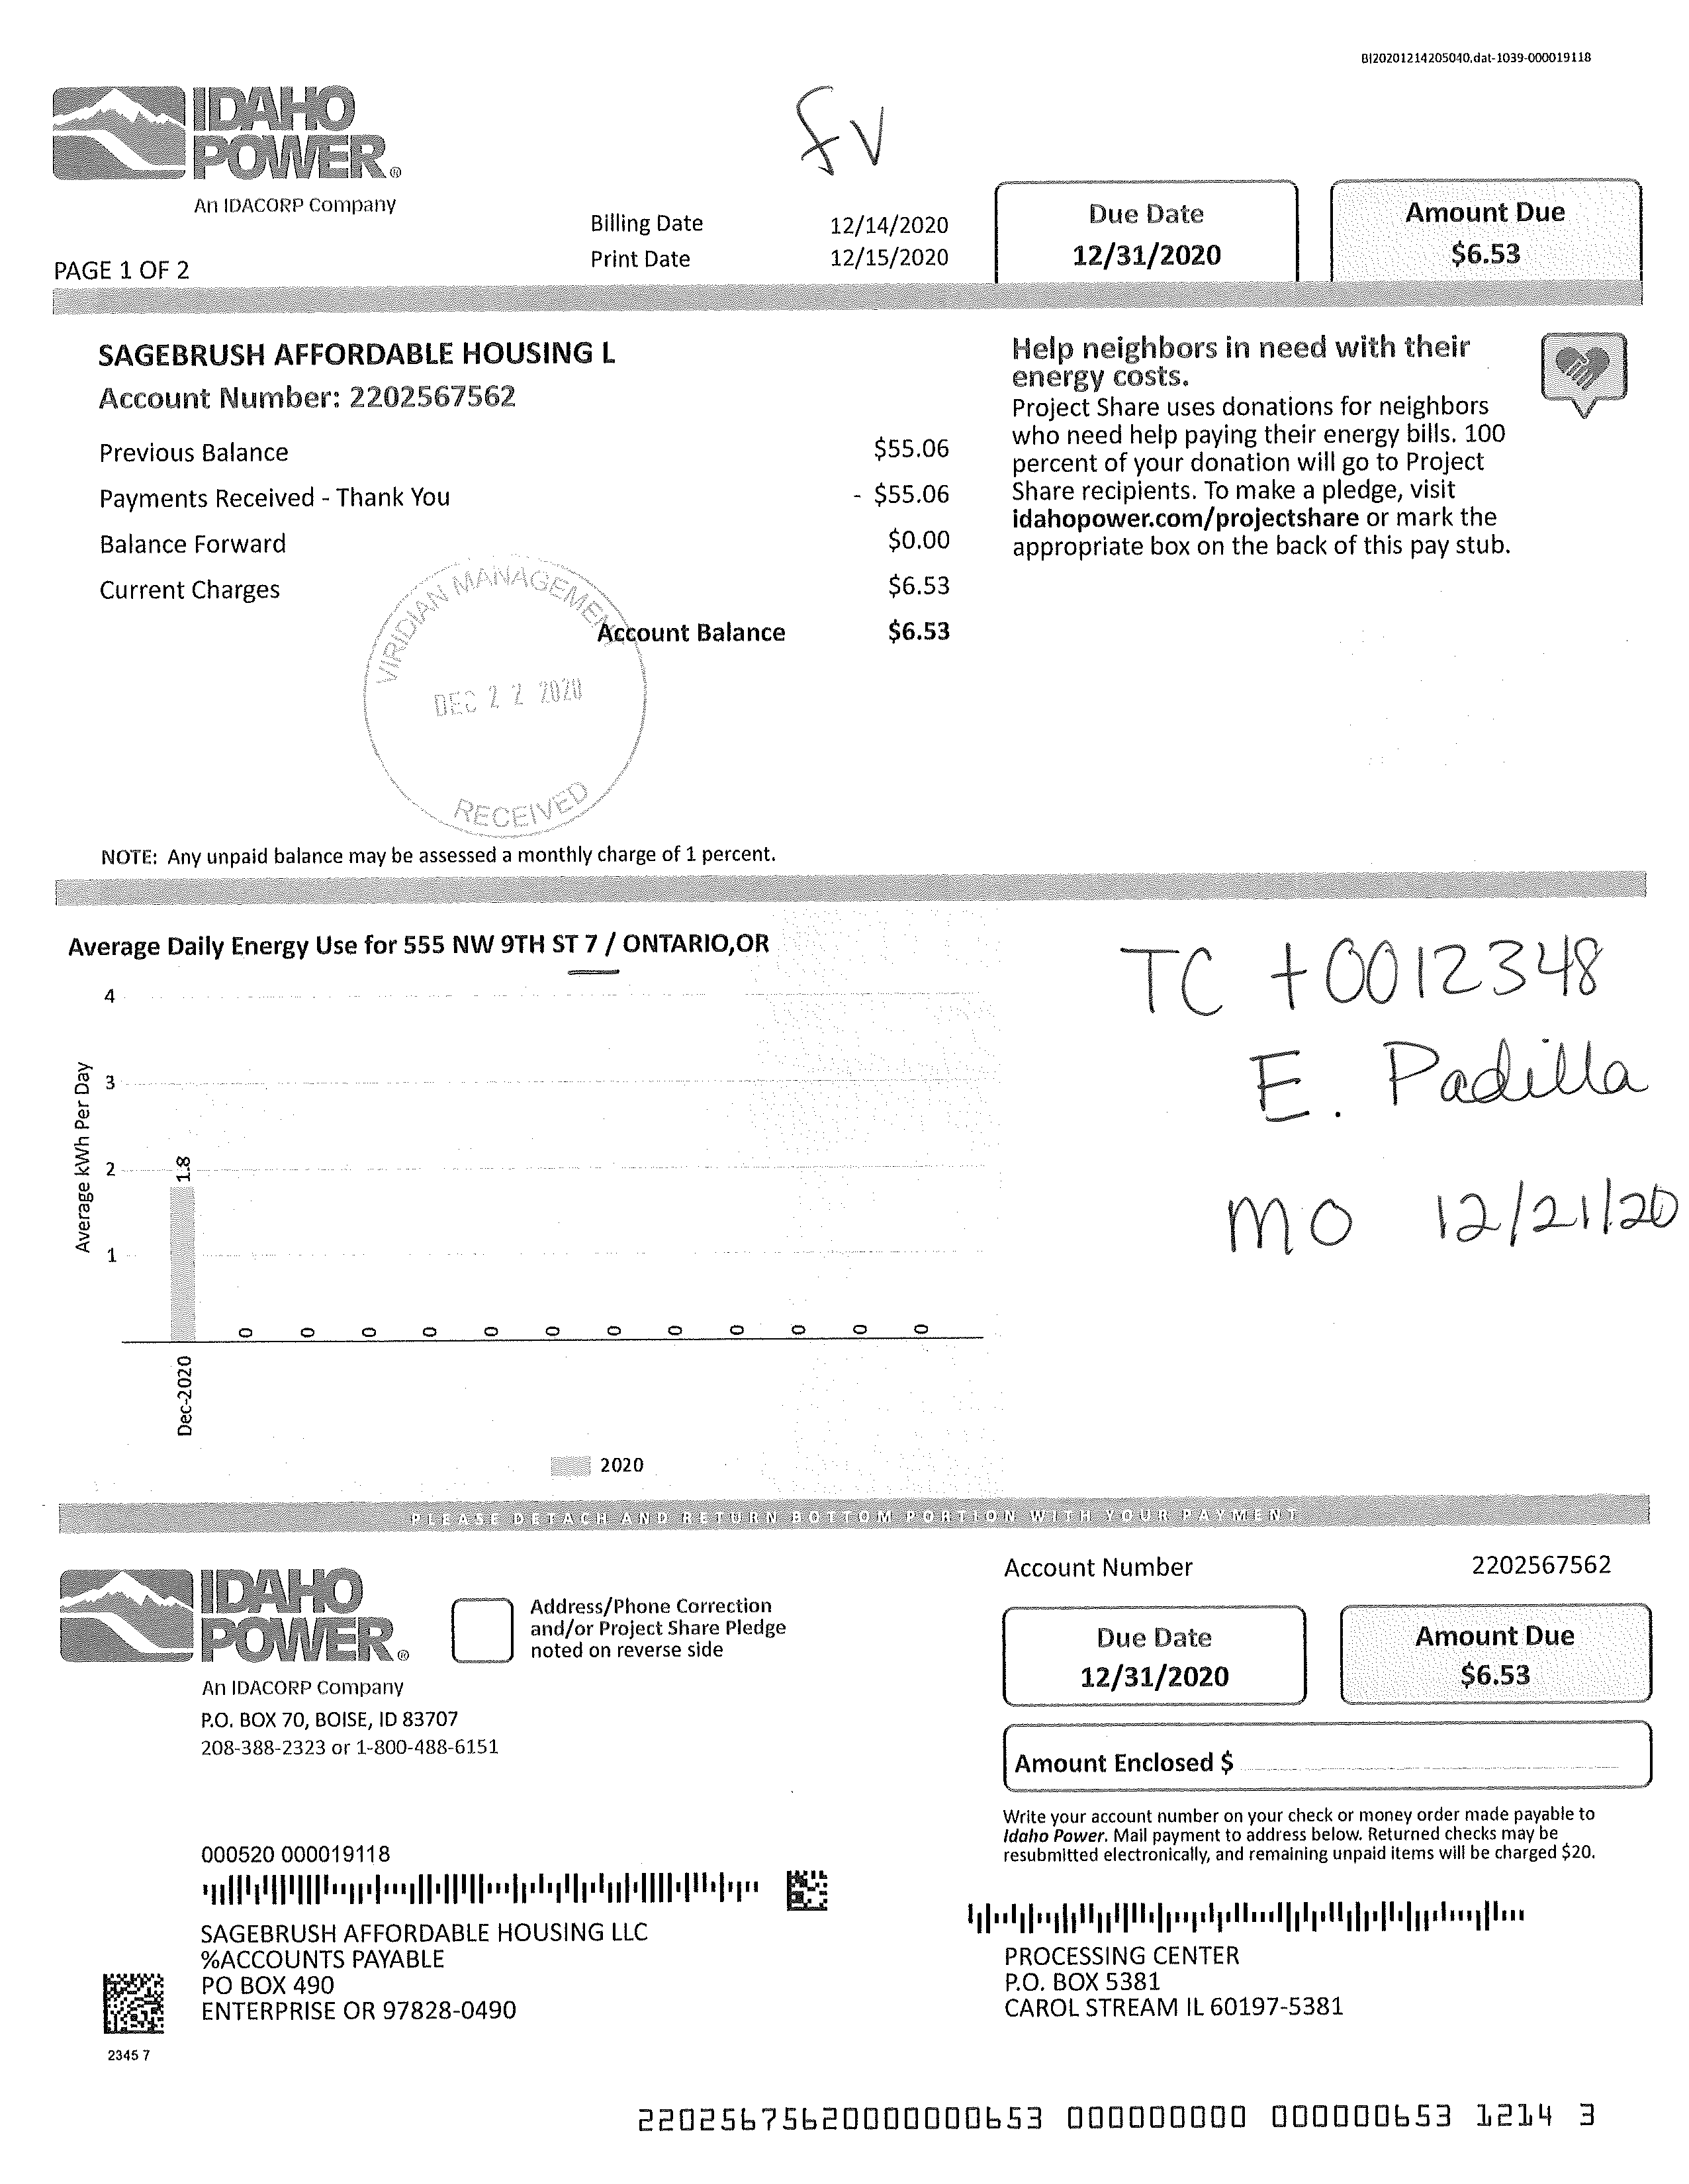 BI20201214205040.dat-1039-000019118
IDAHO
POWER®
An IDACORP Company
PAGE 1 OF 2
fv
Billing Date 12/14/2020
Print Date 12/15/2020
Due Date
12/31/2020
Amount Due
$6.53
SAGEBRUSH AFFORDABLE HOUSING L
Account Number: 2202567562
Previous Balance $55.06
Payments Received - Thank You - $55.06
Balance Forward $0.00
Current Charges $6.53
Account Balance $6.53
VIRIDIAN MANAGEMENT
DEC 22 2020
RECEIVED
NOTE: Any unpaid balance may be assessed a monthly charge of 1 percent.
Help neighbors in need with their
energy costs.
Project Share uses donations for neighbors
who need help paying their energy bills. 100
percent of your donation will go to Project
Share recipients. To make a pledge, visit
idahopower.com/projectshare or mark the
appropriate box on the back of this pay stub.
Average Daily Energy Use for 555 NW 9TH ST 7 / ONTARIO,OR
Average kWh Per Day
4
3
2
1
1.8
0 0 0 0 0 0 0 0 0 0 0 0
Dec-2020
2020
TC t0012348
E. Padilla
MO 12/21/20
PLEASE DETACH AND RETURN BOTTOM PORTION WITH YOUR PAYMENT
IDAHO
POWER®
An IDACORP Company
P.O. BOX 70, BOISE, ID 83707
208-388-2323 or 1-800-488-6151
Address/Phone Correction
and/or Project Share Pledge
noted on reverse side
Account Number 2202567562
Due Date
12/31/2020
Amount Due
$6.53
Amount Enclosed $
Write your account number on your check or money order made payable to
Idaho Power. Mail payment to address below. Returned checks may be
resubmitted electronically, and remaining unpaid items will be charged $20.
000520 000019118
SAGEBRUSH AFFORDABLE HOUSING LLC
%ACCOUNTS PAYABLE
PO BOX 490
ENTERPRISE OR 97828-0490
2345 7
PROCESSING CENTER
P.O. BOX 5381
CAROL STREAM IL 60197-5381
22025675620000000653 000000000 000000653 1214 3